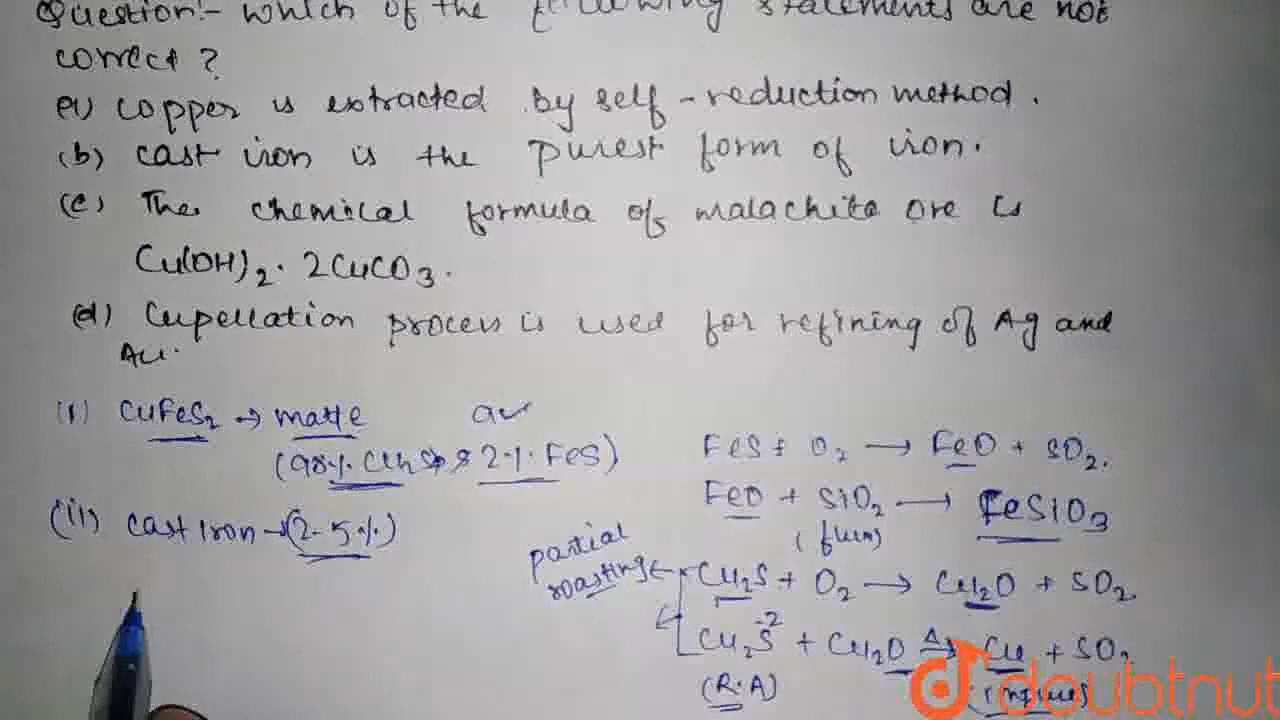 Question:- which of the following statements are not
correct ?
(a) copper is extracted by self-reduction method.
(b) cast iron is the purest form of iron.
(c) The chemical formula of malachite ore is
Cu(OH)2. 2CuCO3.
(d) Cupellation process is used for refining of Ag and
Au.
(i) CuFeS2 → matte
(98% Cu2S + 2% FeS)
FeS + O2 → FeO + SO2.
FeO + SiO2 → FeSiO3
(flux)
(ii) cast iron → (2-5%)
partial
roasting ← Cu2S + O2 → Cu2O + SO2.
Cu2S-2 + Cu2O Δ→ Cu + SO2
(R.A)
doubtnut